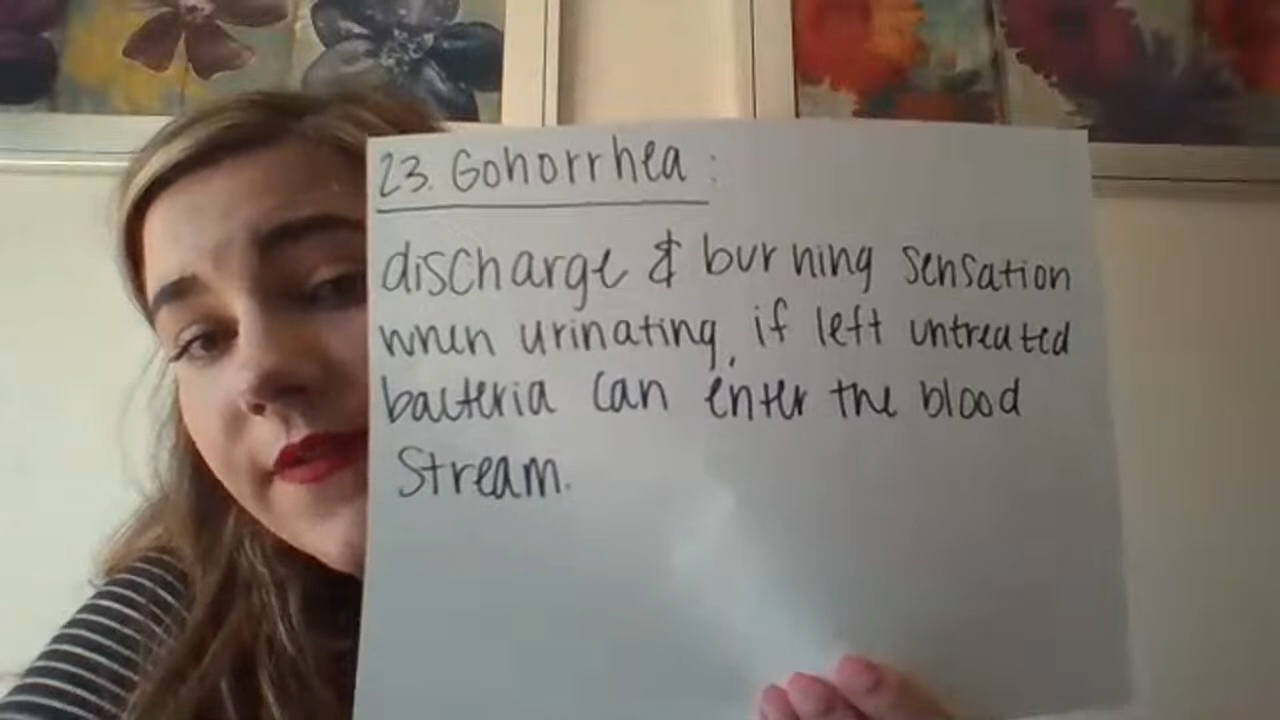 23. Gonorrhea:
discharge & burning sensation
when urinating, if left untreated
bacteria can enter the blood
Stream.